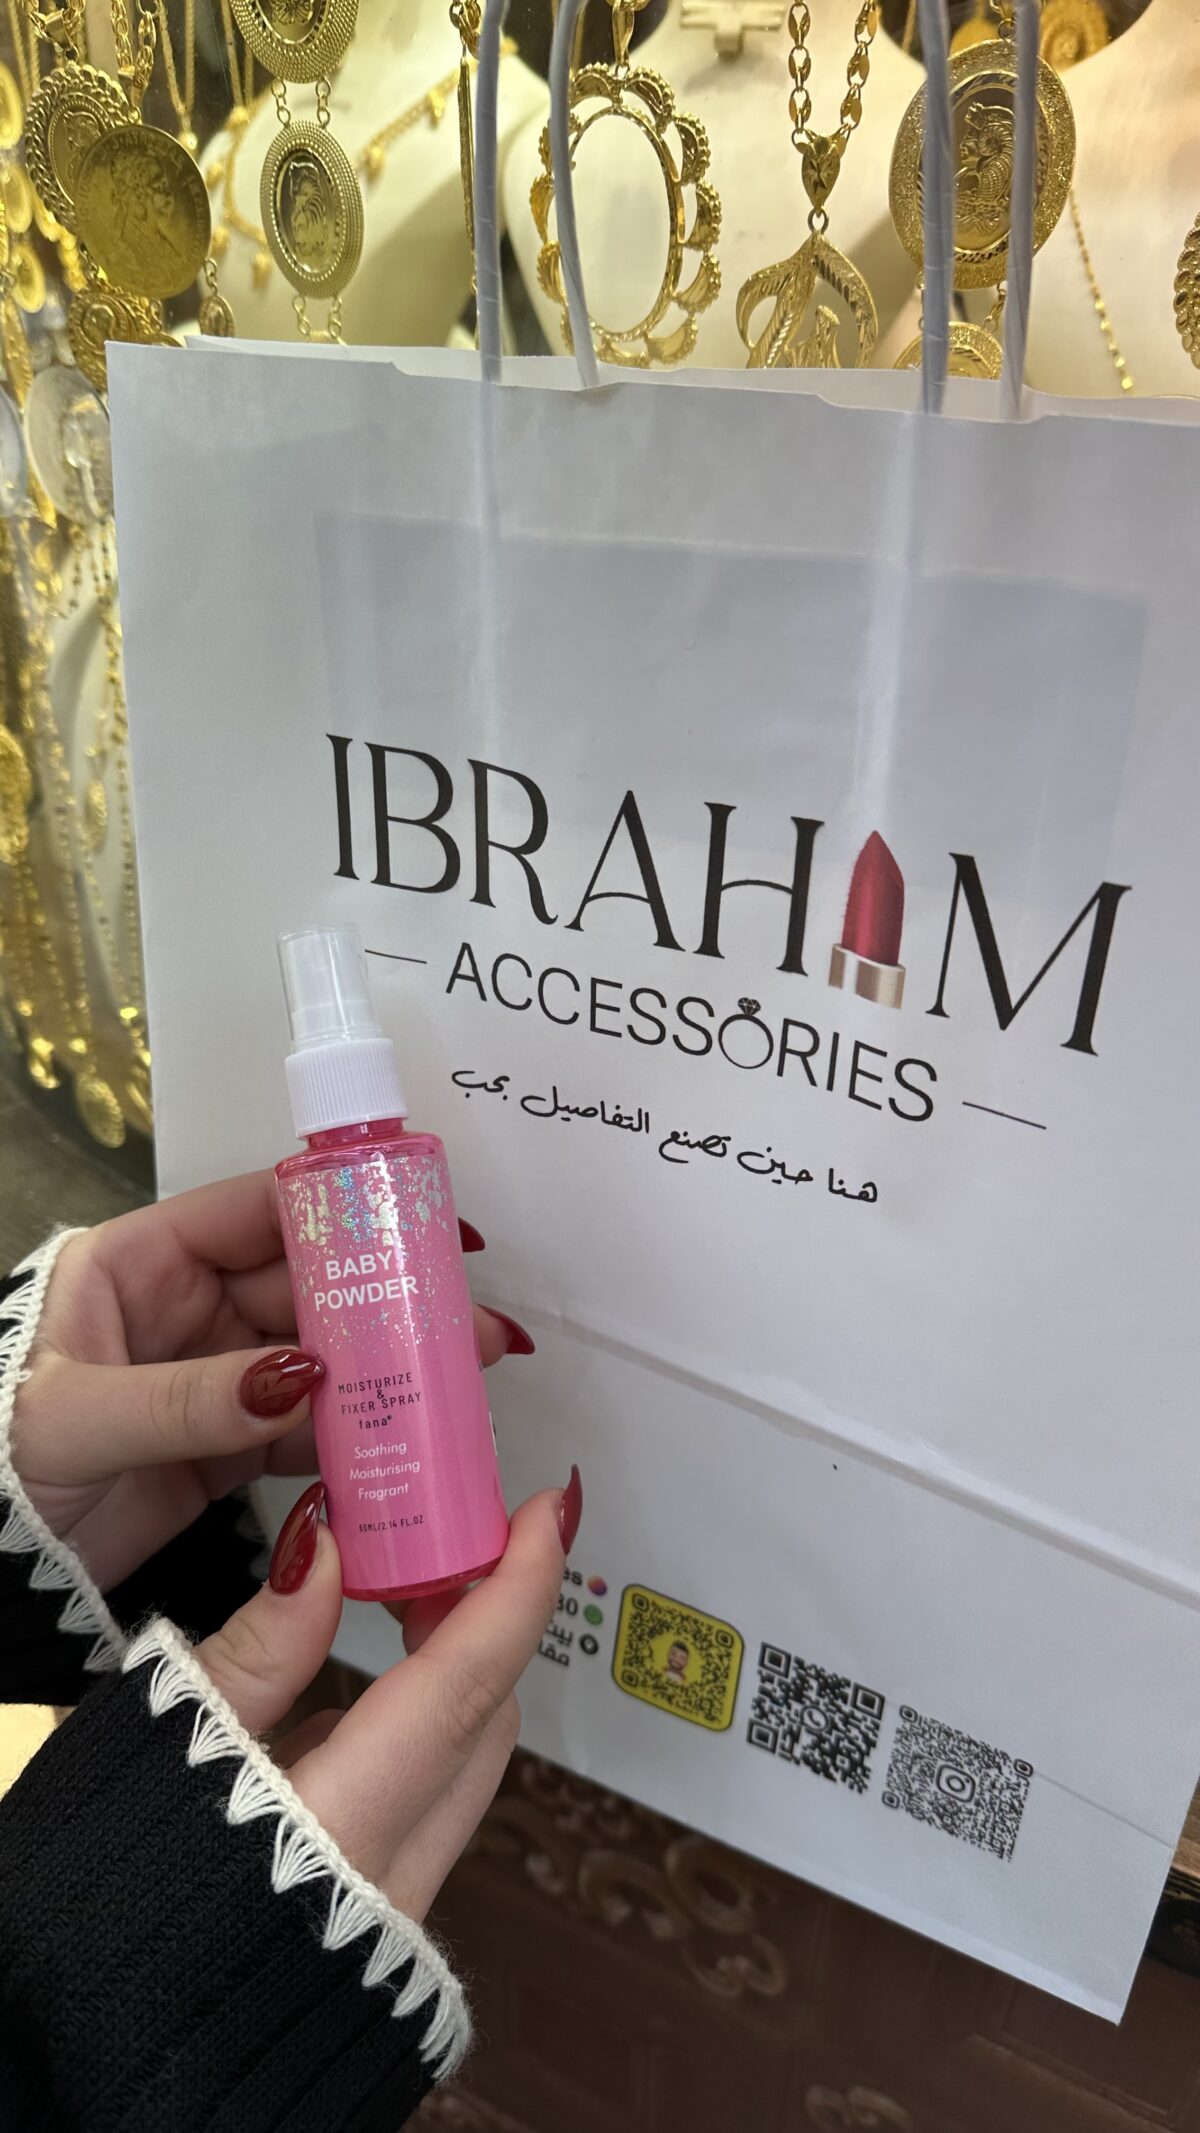 IBRAHIM
ACCESSORIES
هنا حين تصنع التفاصيل بحب
BABY
POWDER
MOISTURIZE
&
FIXER SPRAY
fana®
Soothing
Moisturising
Fragrant
60ML/2.14 FL.OZ